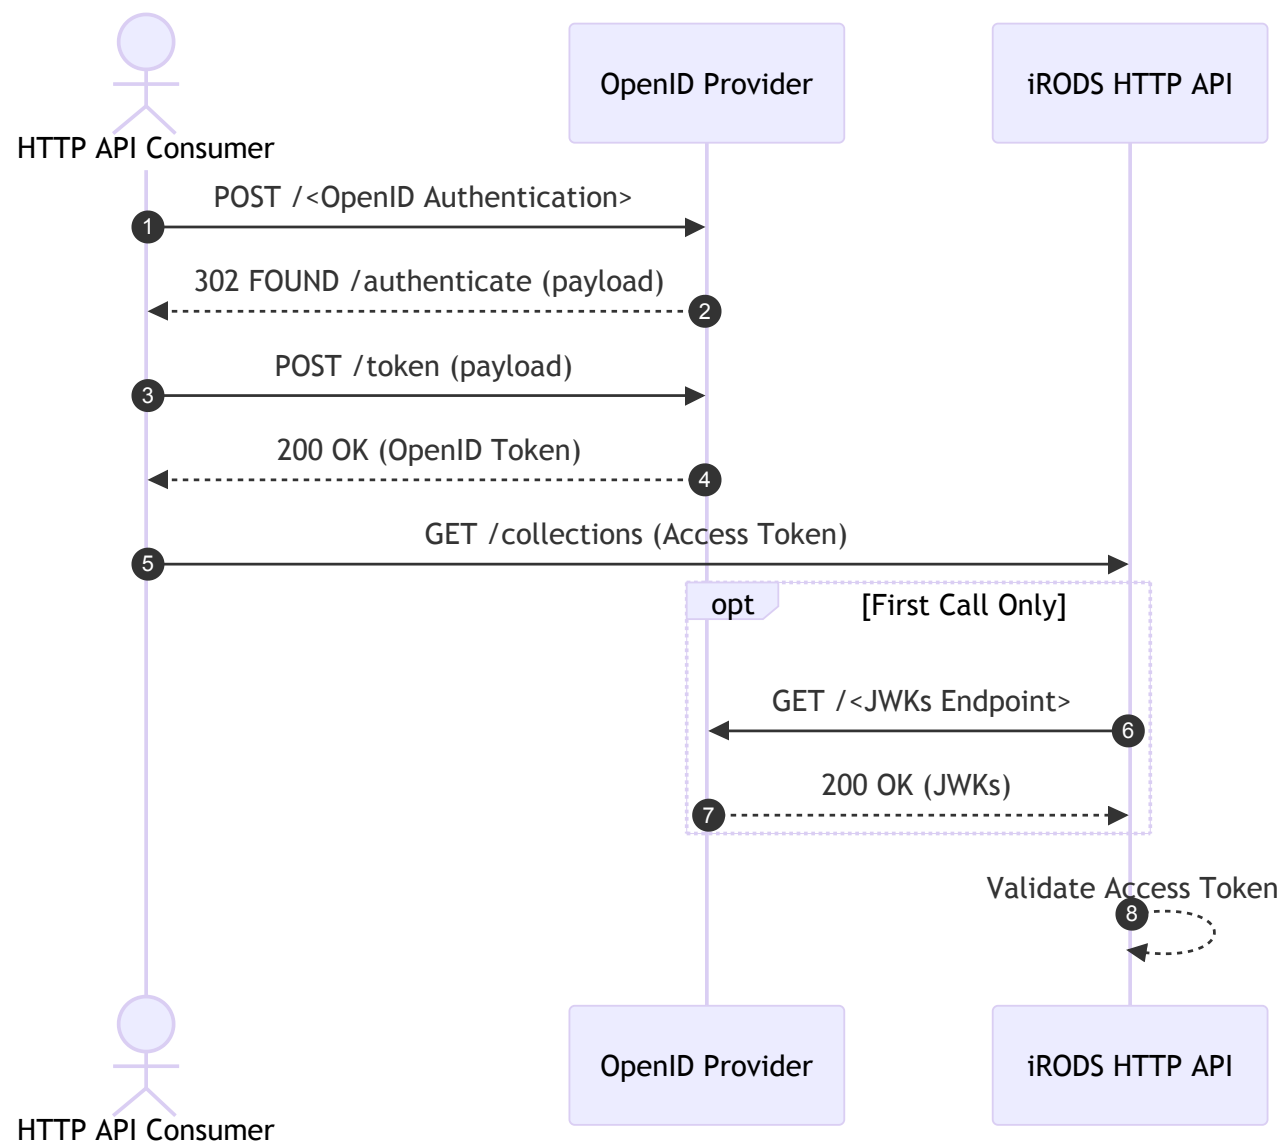 OpenID Provider
iRODS HTTP API
HTTP API Consumer
POST /<OpenID Authentication>
1
302 FOUND /authenticate (payload)
2
POST /token (payload)
3
200 OK (OpenID Token)
4
GET /collections (Access Token)
5
opt
[First Call Only]
GET /<JWKs Endpoint>
6
200 OK (JWKs)
7
Validate Access Token
8
OpenID Provider
iRODS HTTP API
HTTP API Consumer